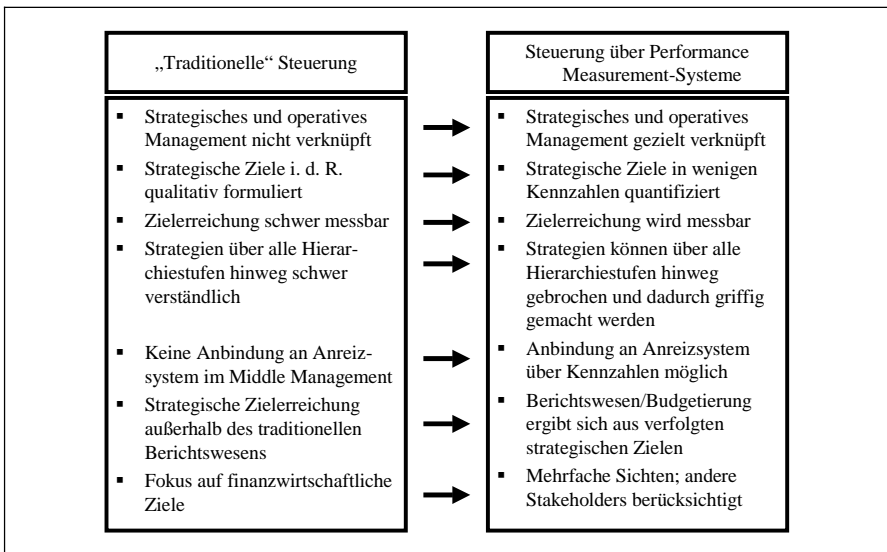 „Traditionelle“ Steuerung
▪ Strategisches und operatives
Management nicht verknüpft
▪ Strategische Ziele i. d. R.
qualitativ formuliert
▪ Zielerreichung schwer messbar
▪ Strategien über alle Hierar-
chiestufen hinweg schwer
verständlich
▪ Keine Anbindung an Anreiz-
system im Middle Management
▪ Strategische Zielerreichung
außerhalb des traditionellen
Berichtswesens
▪ Fokus auf finanzwirtschaftliche
Ziele
Steuerung über Performance
Measurement-Systeme
▪ Strategisches und operatives
Management gezielt verknüpft
▪ Strategische Ziele in wenigen
Kennzahlen quantifiziert
▪ Zielerreichung wird messbar
▪ Strategien können über alle
Hierarchiestufen hinweg
gebrochen und dadurch griffig
gemacht werden
▪ Anbindung an Anreizsystem
über Kennzahlen möglich
▪ Berichtswesen/Budgetierung
ergibt sich aus verfolgten
strategischen Zielen
▪ Mehrfache Sichten; andere
Stakeholders berücksichtigt